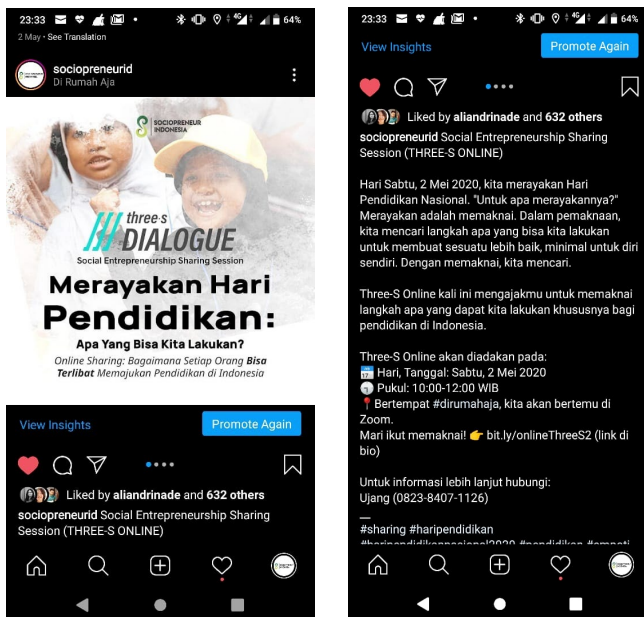 23:33
4G
64%
2 May · See Translation
sociopreneurid
Di Rumah Aja
SOCIOPRENEUR
INDONESIA
three·s
DIALOGUE
Social Entrepreneurship Sharing Session
Merayakan Hari
Pendidikan:
Apa Yang Bisa Kita Lakukan?
Online Sharing: Bagaimana Setiap Orang Bisa
Terlibat Memajukan Pendidikan di Indonesia
View Insights
Promote Again
Liked by aliandrinade and 632 others
sociopreneurid Social Entrepreneurship Sharing
Session (THREE-S ONLINE)
23:33
4G
64%
View Insights
Promote Again
Liked by aliandrinade and 632 others
sociopreneurid Social Entrepreneurship Sharing
Session (THREE-S ONLINE)
Hari Sabtu, 2 Mei 2020, kita merayakan Hari
Pendidikan Nasional. "Untuk apa merayakannya?"
Merayakan adalah memaknai. Dalam pemaknaan,
kita mencari langkah apa yang bisa kita lakukan
untuk membuat sesuatu lebih baik, minimal untuk diri
sendiri. Dengan memaknai, kita mencari.
Three-S Online kali ini mengajakmu untuk memaknai
langkah apa yang dapat kita lakukan khususnya bagi
pendidikan di Indonesia.
Three-S Online akan diadakan pada:
📅 Hari, Tanggal: Sabtu, 2 Mei 2020
🕙 Pukul: 10:00-12:00 WIB
📍Bertempat #dirumahaja, kita akan bertemu di
Zoom.
Mari ikut memaknai! 👉 bit.ly/onlineThreeS2 (link di
bio)
Untuk informasi lebih lanjut hubungi:
Ujang (0823-8407-1126)
__
#sharing #haripendidikan
#haripendidikannasional2020 #pendidikan #empati